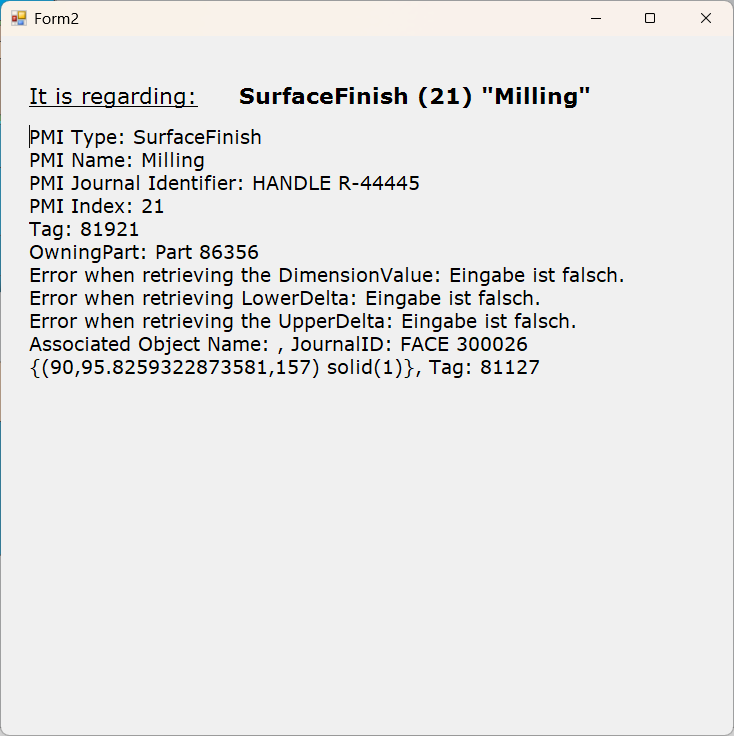 Form2
It is regarding: SurfaceFinish (21) "Milling"
PMI Type: SurfaceFinish
PMI Name: Milling
PMI Journal Identifier: HANDLE R-44445
PMI Index: 21
Tag: 81921
OwningPart: Part 86356
Error when retrieving the DimensionValue: Eingabe ist falsch.
Error when retrieving LowerDelta: Eingabe ist falsch.
Error when retrieving the UpperDelta: Eingabe ist falsch.
Associated Object Name: , JournalID: FACE 300026
{(90,95.8259322873581,157) solid(1)}, Tag: 81127